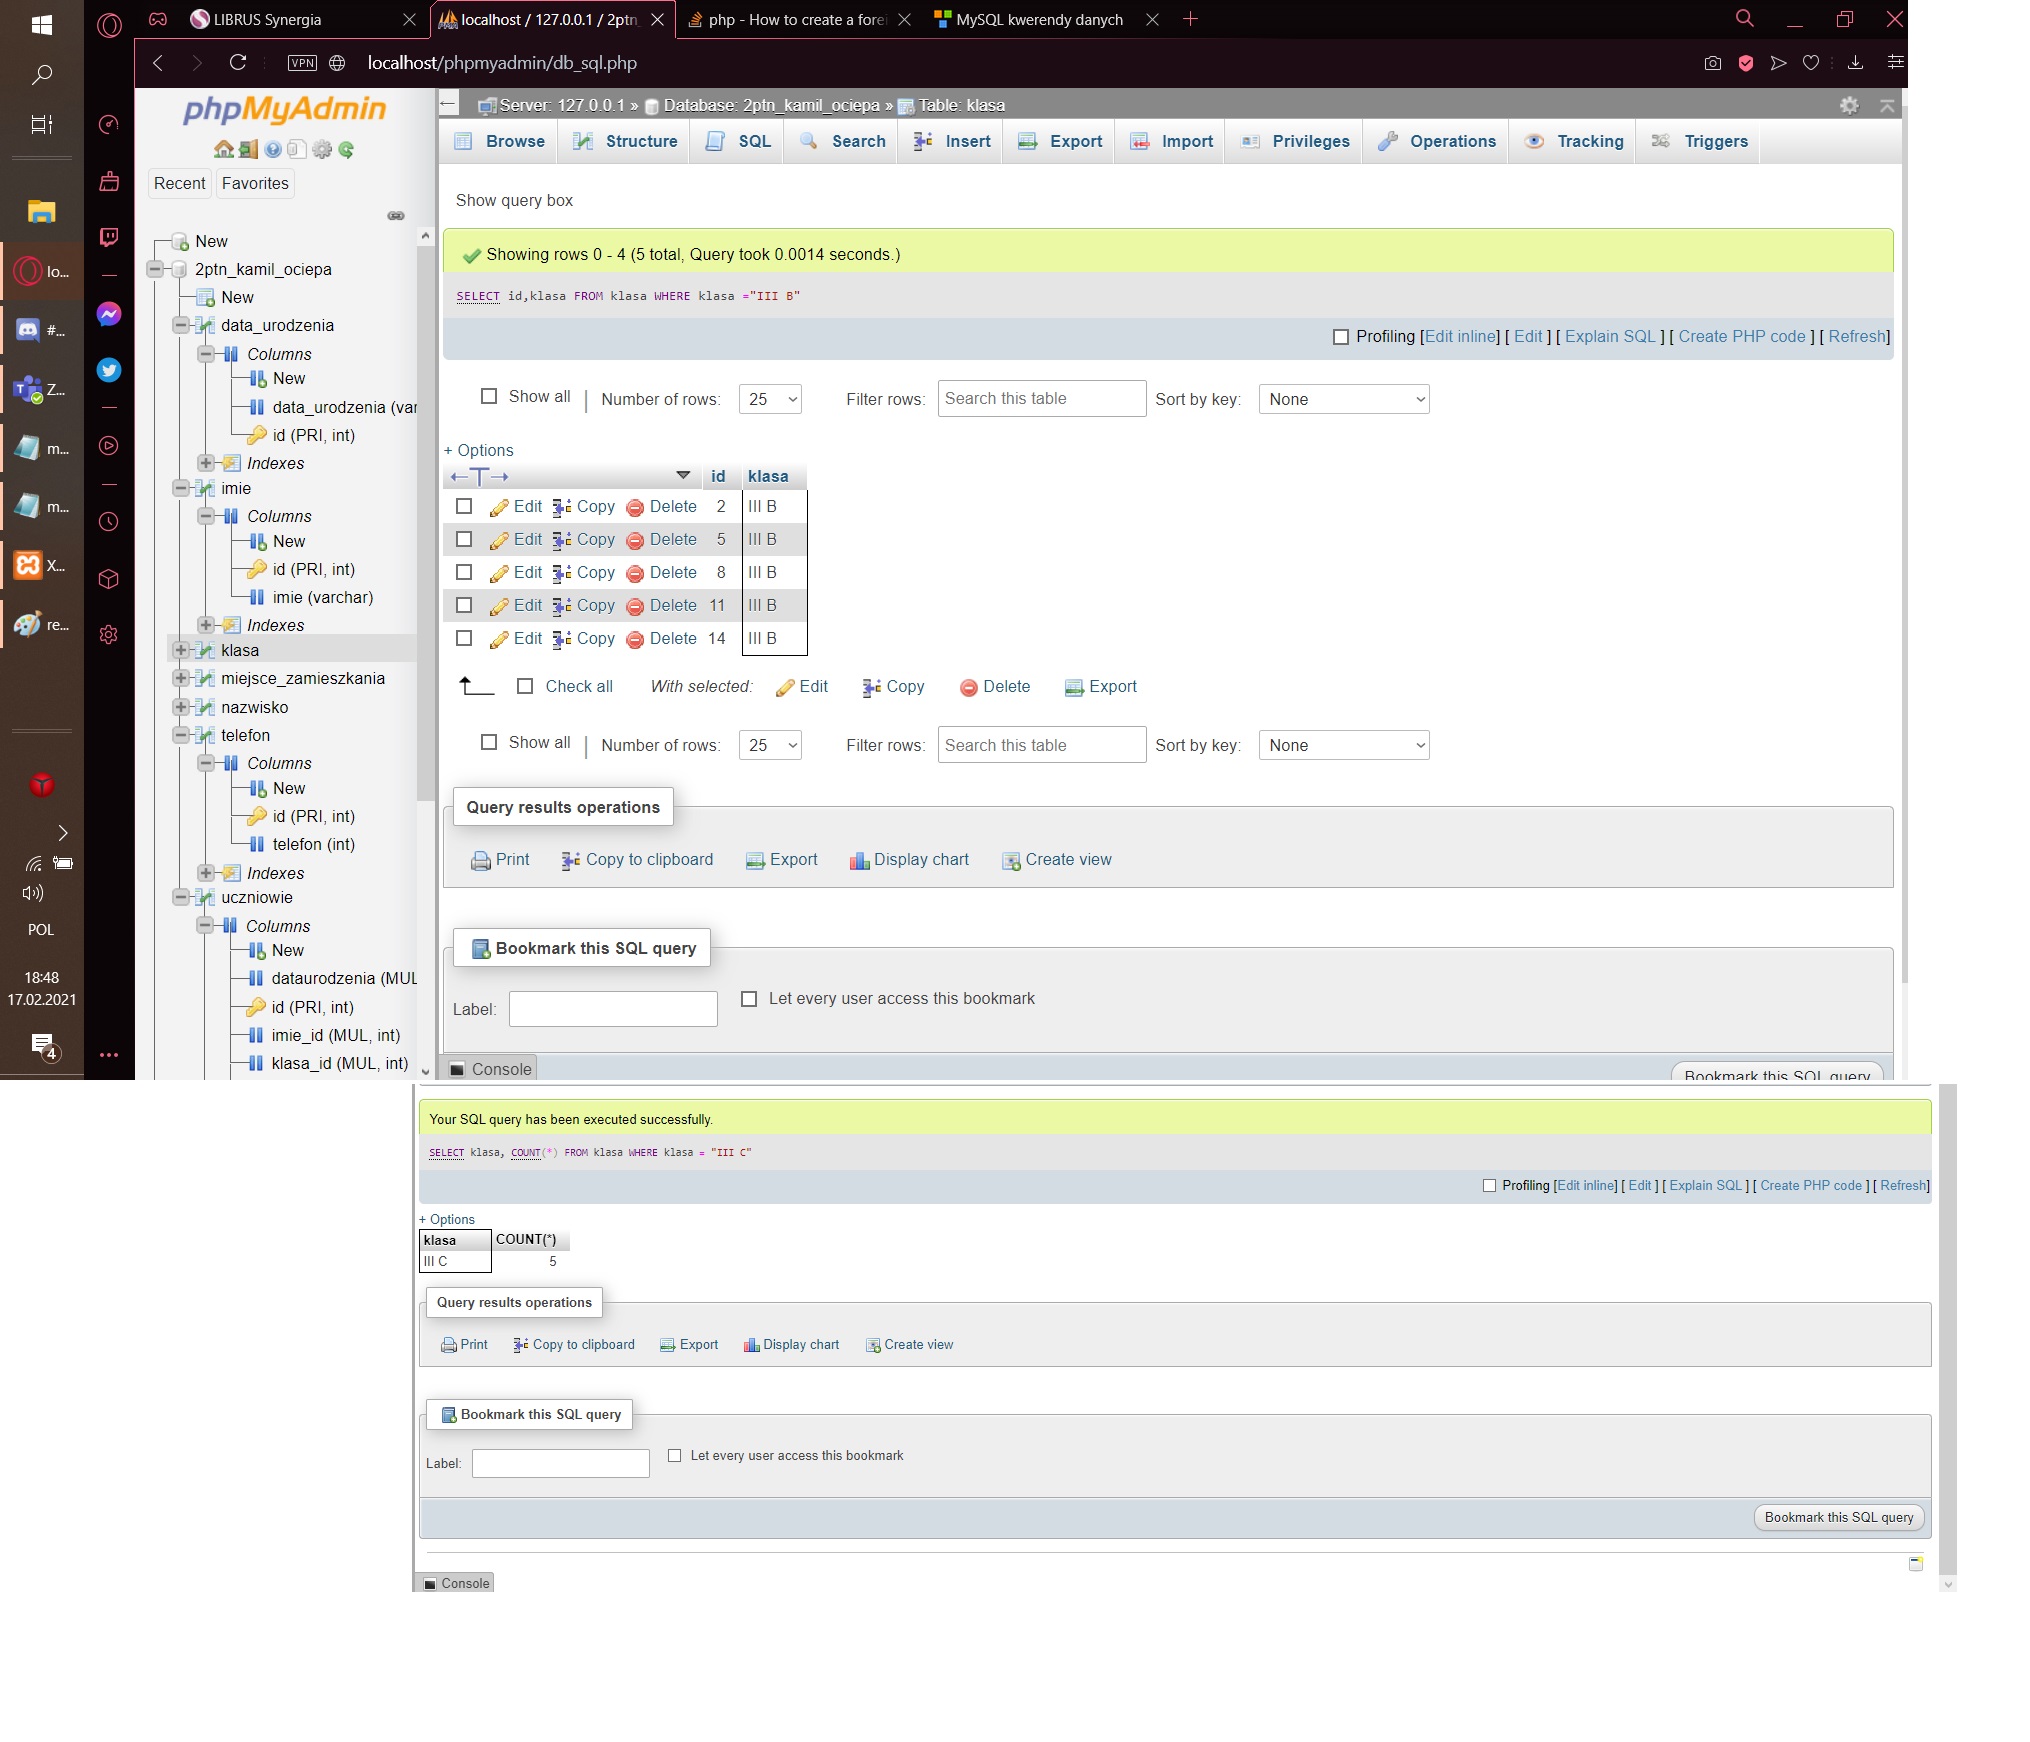 LIBRUS Synergia
localhost / 127.0.0.1 / 2ptn_
php - How to create a forei
MySQL kwerendy danych
VPN
localhost/phpmyadmin/db_sql.php
lo...
#...
Z...
m...
m...
X...
re...
POL
18:48
17.02.2021
4
phpMyAdmin
Recent
Favorites
New
2ptn_kamil_ociepa
New
data_urodzenia
Columns
New
data_urodzenia (var
id (PRI, int)
Indexes
imie
Columns
New
id (PRI, int)
imie (varchar)
Indexes
klasa
miejsce_zamieszkania
nazwisko
telefon
Columns
New
id (PRI, int)
telefon (int)
Indexes
uczniowie
Columns
New
dataurodzenia (MUL
id (PRI, int)
imie_id (MUL, int)
klasa_id (MUL, int)
Server: 127.0.0.1 » Database: 2ptn_kamil_ociepa » Table: klasa
Browse Structure SQL Search Insert Export Import Privileges Operations Tracking Triggers
Show query box
Showing rows 0 - 4 (5 total, Query took 0.0014 seconds.)
SELECT id,klasa FROM klasa WHERE klasa ="III B"
Profiling [Edit inline] [ Edit ] [ Explain SQL ] [ Create PHP code ] [ Refresh]
Show all | Number of rows: 25 Filter rows: Search this table Sort by key: None
+ Options
←T→ id klasa
Edit Copy Delete 2 III B
Edit Copy Delete 5 III B
Edit Copy Delete 8 III B
Edit Copy Delete 11 III B
Edit Copy Delete 14 III B
Check all With selected: Edit Copy Delete Export
Show all | Number of rows: 25 Filter rows: Search this table Sort by key: None
Query results operations
Print Copy to clipboard Export Display chart Create view
Bookmark this SQL query
Label: Let every user access this bookmark
Console
Bookmark this SQL query
Your SQL query has been executed successfully.
SELECT klasa, COUNT(*) FROM klasa WHERE klasa = "III C"
Profiling [Edit inline] [ Edit ] [ Explain SQL ] [ Create PHP code ] [ Refresh]
+ Options
klasa COUNT(*)
III C 5
Query results operations
Print Copy to clipboard Export Display chart Create view
Bookmark this SQL query
Label: Let every user access this bookmark
Bookmark this SQL query
Console